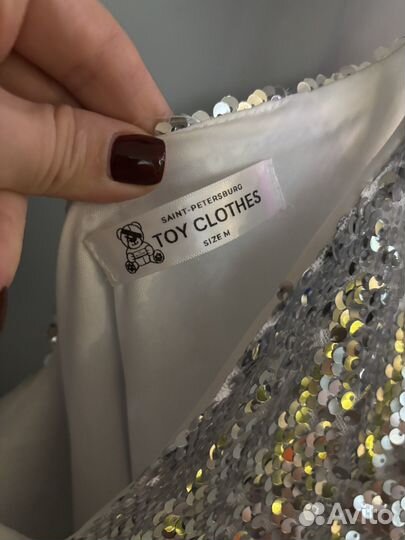 SAINT-PETERSBURG
TOY CLOTHES
SIZE M
Avito